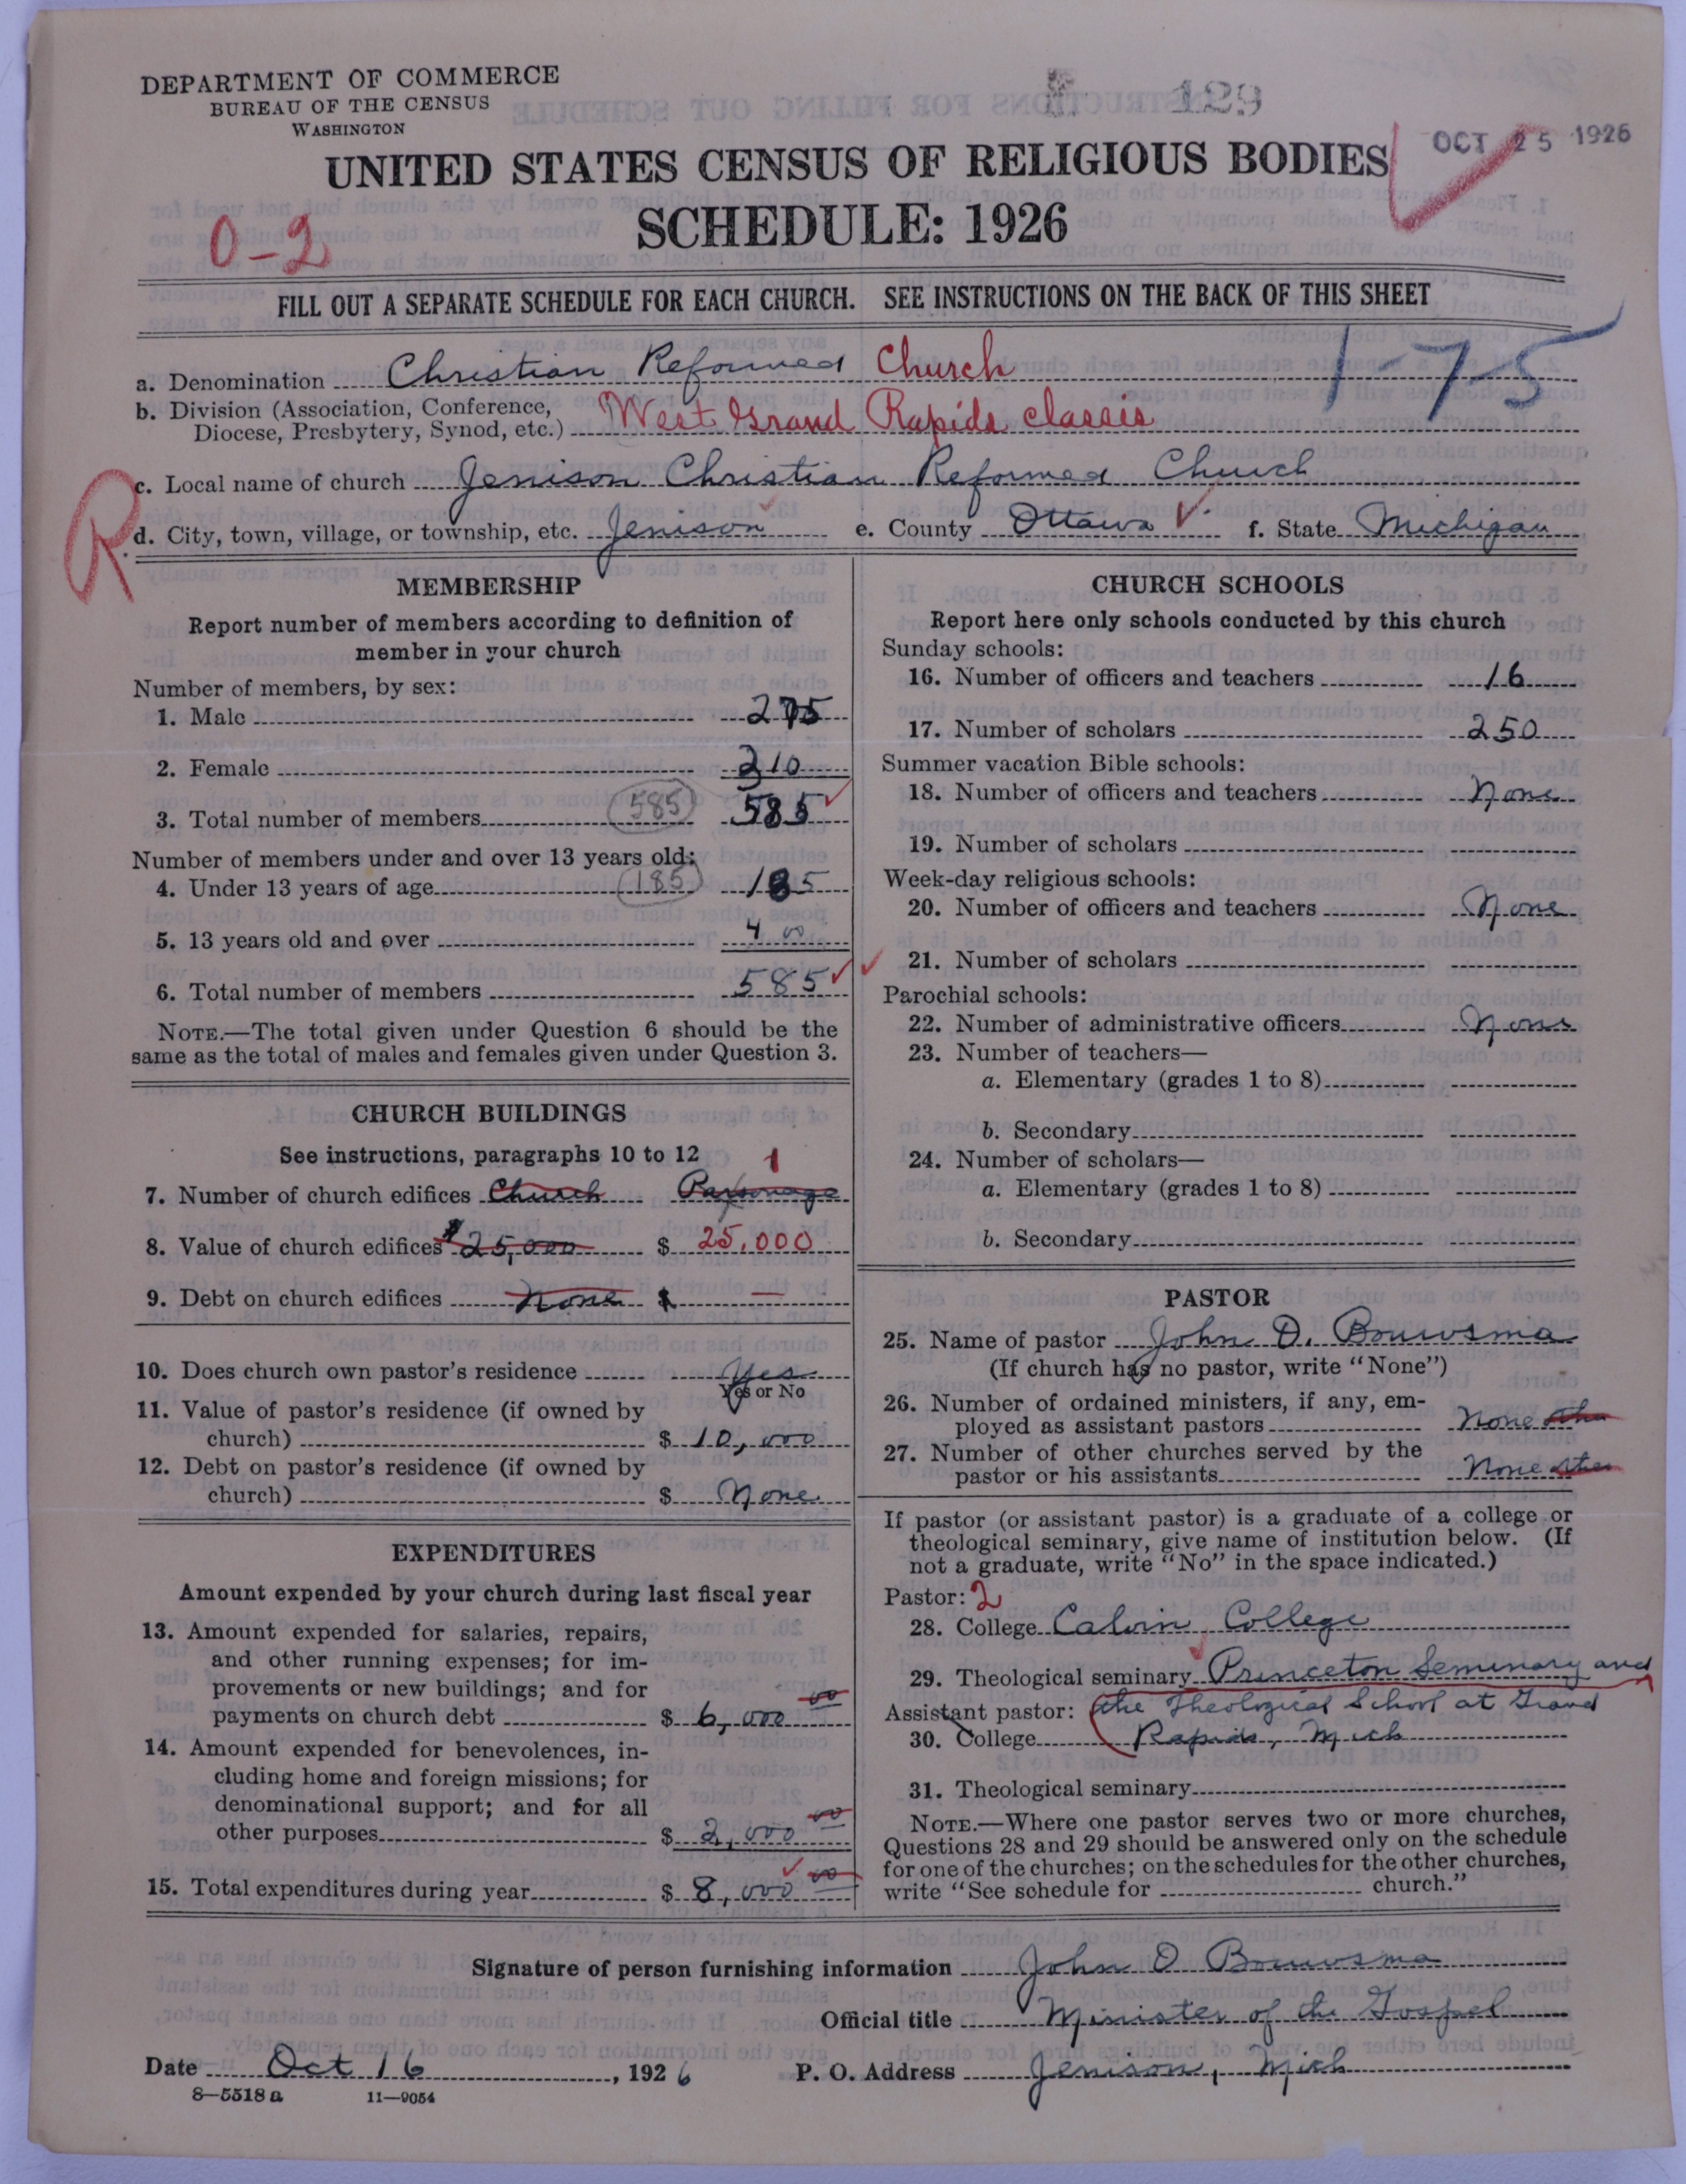 DEPARTMENT OF COMMERCE
BUREAU OF THE CENSUS
WASHINGTON
129
OCT 25 1926
UNITED STATES CENSUS OF RELIGIOUS BODIES
SCHEDULE: 1926
0-2
FILL OUT A SEPARATE SCHEDULE FOR EACH CHURCH. SEE INSTRUCTIONS ON THE BACK OF THIS SHEET
1-75
a. Denomination Christian Reformed Church
b. Division (Association, Conference,
Diocese, Presbytery, Synod, etc.) West Grand Rapids classis
R
c. Local name of church Jenison Christian Reformed Church
d. City, town, village, or township, etc. Jenison e. County Ottawa f. State Michigan
MEMBERSHIP
Report number of members according to definition of
member in your church
Number of members, by sex:
1. Male 275
2. Female 310
3. Total number of members 585 585
Number of members under and over 13 years old:
4. Under 13 years of age 185 185
5. 13 years old and over 400
6. Total number of members 585
NOTE.—The total given under Question 6 should be the
same as the total of males and females given under Question 3.
CHURCH BUILDINGS
See instructions, paragraphs 10 to 12
1
7. Number of church edifices Church Parsonage
8. Value of church edifices $25,000 $ 25,000
9. Debt on church edifices None $ —
10. Does church own pastor's residence Yes
Yes or No
11. Value of pastor's residence (if owned by
church) $ 10,000
12. Debt on pastor's residence (if owned by
church) $ None
EXPENDITURES
Amount expended by your church during last fiscal year
13. Amount expended for salaries, repairs,
and other running expenses; for im-
provements or new buildings; and for
payments on church debt $ 6,000 00
14. Amount expended for benevolences, in-
cluding home and foreign missions; for
denominational support; and for all
other purposes $ 2,000 00
15. Total expenditures during year $ 8,000 00
CHURCH SCHOOLS
Report here only schools conducted by this church
Sunday schools:
16. Number of officers and teachers 16
17. Number of scholars 250
Summer vacation Bible schools:
18. Number of officers and teachers None
19. Number of scholars
Week-day religious schools:
20. Number of officers and teachers None
21. Number of scholars
Parochial schools:
22. Number of administrative officers None
23. Number of teachers—
a. Elementary (grades 1 to 8)
b. Secondary
24. Number of scholars—
a. Elementary (grades 1 to 8)
b. Secondary
PASTOR
25. Name of pastor John D. Bouwsma
(If church has no pastor, write "None")
26. Number of ordained ministers, if any, em-
ployed as assistant pastors None
27. Number of other churches served by the
pastor or his assistants None
If pastor (or assistant pastor) is a graduate of a college or
theological seminary, give name of institution below. (If
not a graduate, write "No" in the space indicated.)
Pastor: 2
28. College Calvin College
29. Theological seminary Princeton Seminary and
Assistant pastor: the Theological School at Grand
30. College Rapids, Mich
31. Theological seminary
NOTE.—Where one pastor serves two or more churches,
Questions 28 and 29 should be answered only on the schedule
for one of the churches; on the schedules for the other churches,
write "See schedule for church."
Signature of person furnishing information John D Bouwsma
Official title Minister of the Gospel
Date Oct 16, 1926 P. O. Address Jenison, Mich
8—5518 a 11—9054